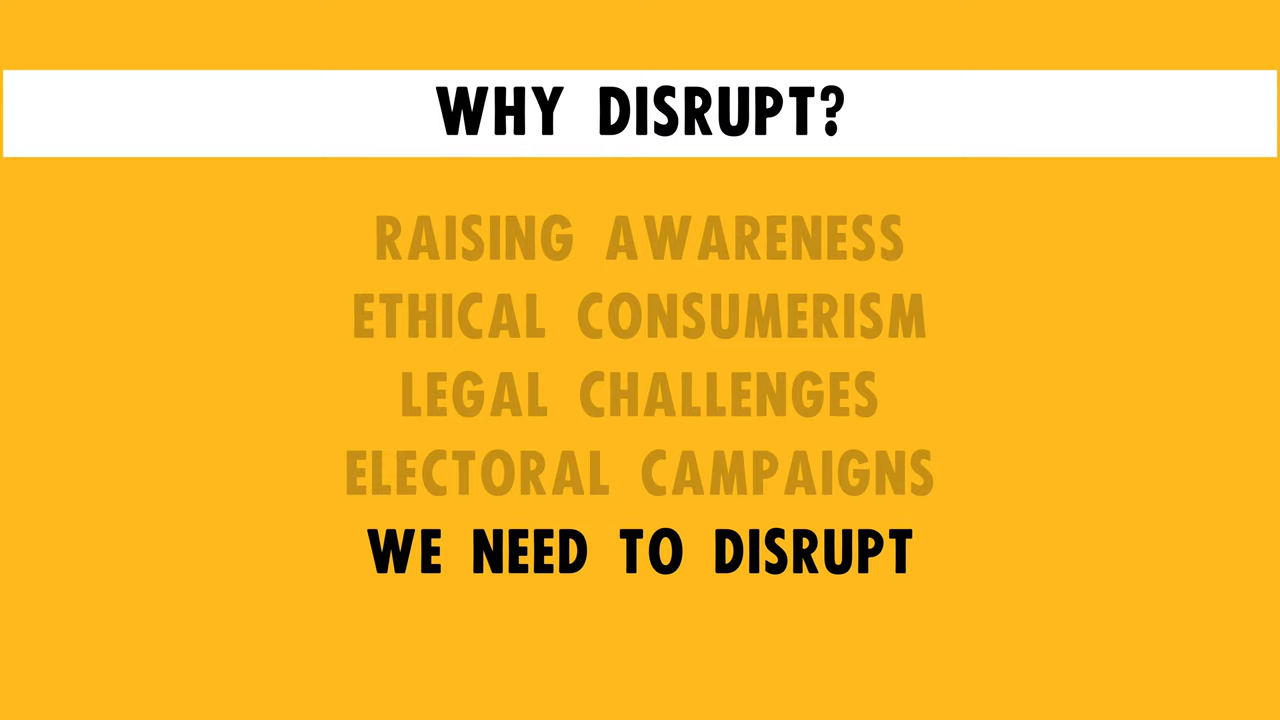 WHY DISRUPT?
RAISING AWARENESS
ETHICAL CONSUMERISM
LEGAL CHALLENGES
ELECTORAL CAMPAIGNS
WE NEED TO DISRUPT